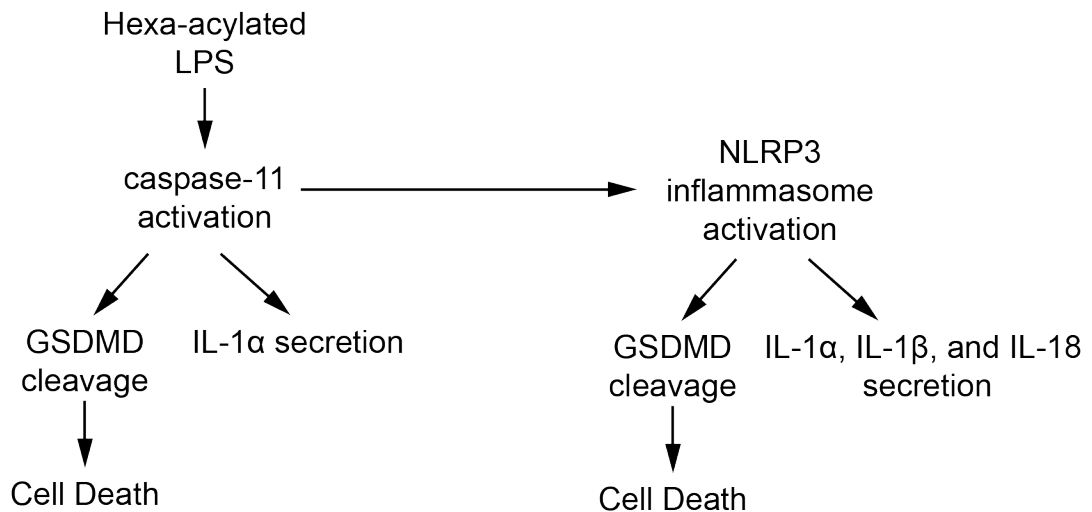 Hexa-acylated
LPS
caspase-11
activation
NLRP3
inflammasome
activation
GSDMD
cleavage
IL-1α secretion
GSDMD
cleavage
IL-1α, IL-1β, and IL-18
secretion
Cell Death
Cell Death